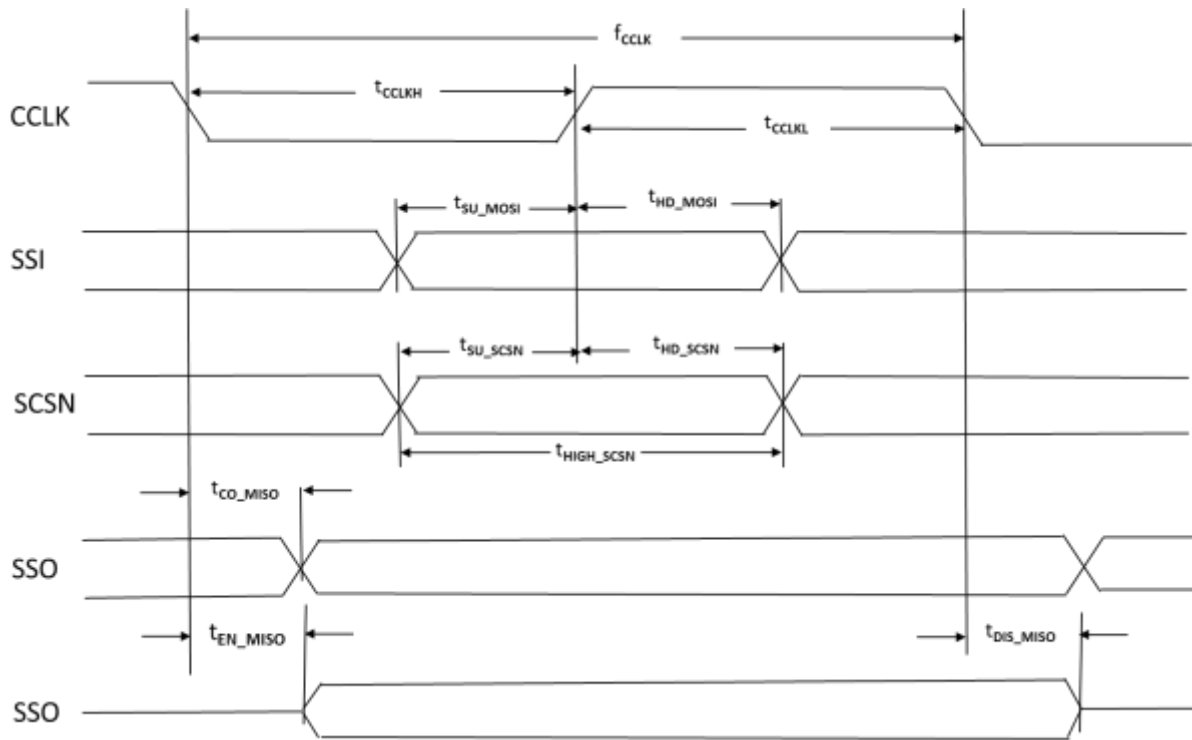 fCCLK
CCLK
tCCLKH
tCCLKL
tSU_MOSI
tHD_MOSI
SSI
tSU_SCSN
tHD_SCSN
SCSN
tHIGH_SCSN
tCO_MISO
SSO
tEN_MISO
tDIS_MISO
SSO